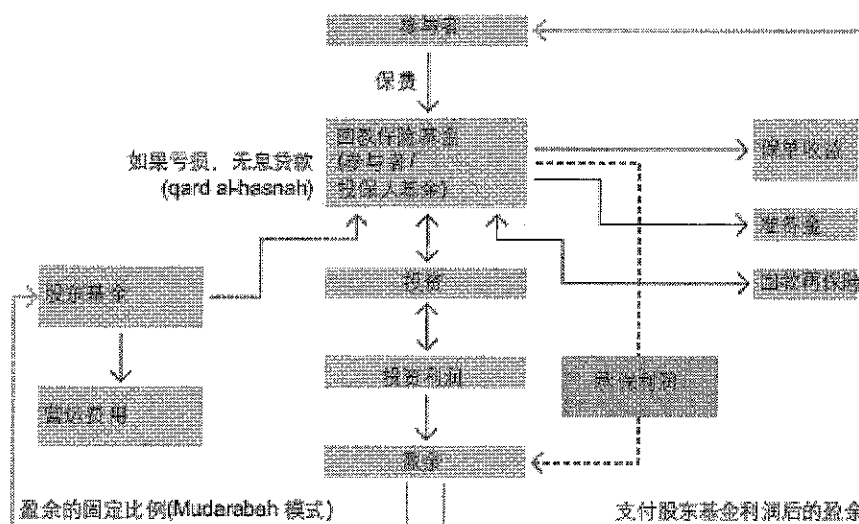 参与者
保费
回教保险基金
(参与者/
投保人基金)
如果亏损，无息贷款
(qard al-hasnah)
保单收益
准备金
回教再保险
投资
股东基金
投资利润
承保利润
营运费用
盈余
盈余的固定比例(Mudarabah 模式)
支付股东基金利润后的盈余